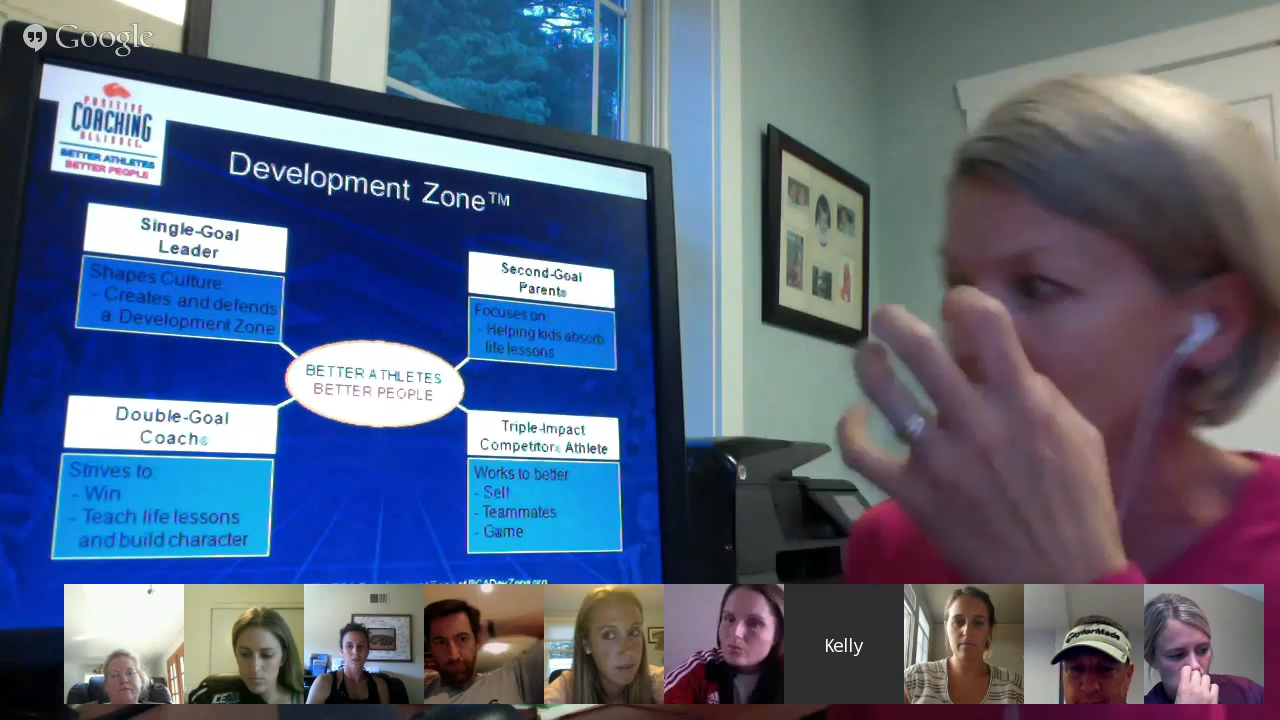 Google
POSITIVE
COACHING
ALLIANCE
BETTER ATHLETES
BETTER PEOPLE
Development Zone™
Single-Goal
Leader
Shapes Culture
- Creates and defends
a Development Zone
Second-Goal
Parent®
Focuses on:
- Helping kids absorb
life lessons
BETTER ATHLETES
BETTER PEOPLE
Double-Goal
Coach®
Strives to:
- Win
- Teach life lessons
and build character
Triple-Impact
Competitor® Athlete
Works to better
- Self
- Teammates
- Game
Kelly
TaylorMade